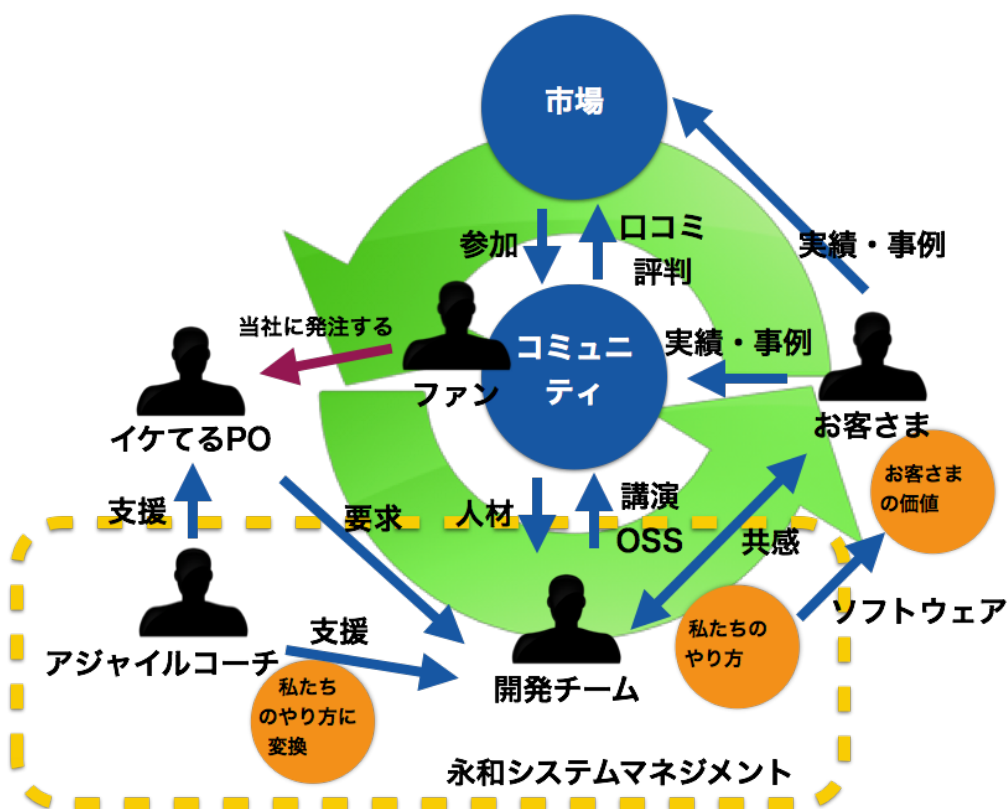 市場
参加
口コミ
評判
実績・事例
当社に発注する
コミュニ
ティ
実績・事例
ファン
イケてるPO
お客さま
お客さま
の価値
支援
要求
人材
講演
OSS
共感
ソフトウェア
アジャイルコーチ
支援
私たちの
やり方
開発チーム
私たち
のやり方に
変換
永和システムマネジメント